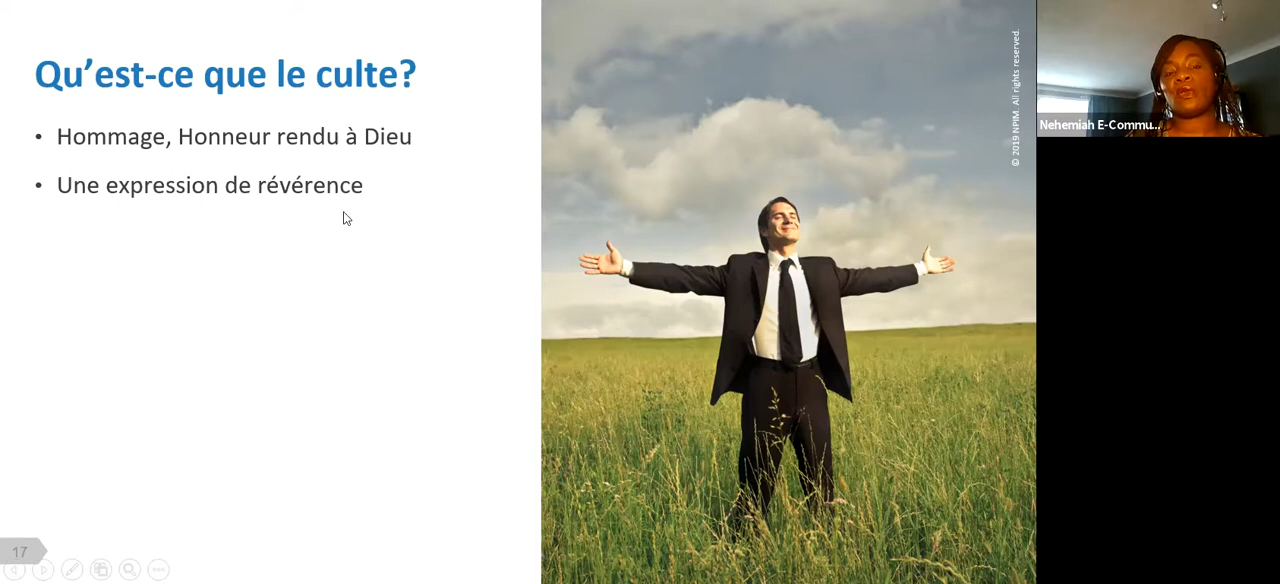 Qu’est-ce que le culte?
• Hommage, Honneur rendu à Dieu
• Une expression de révérence
© 2019 NPIM. All rights reserved.
Nehemiah E-Commu...
17